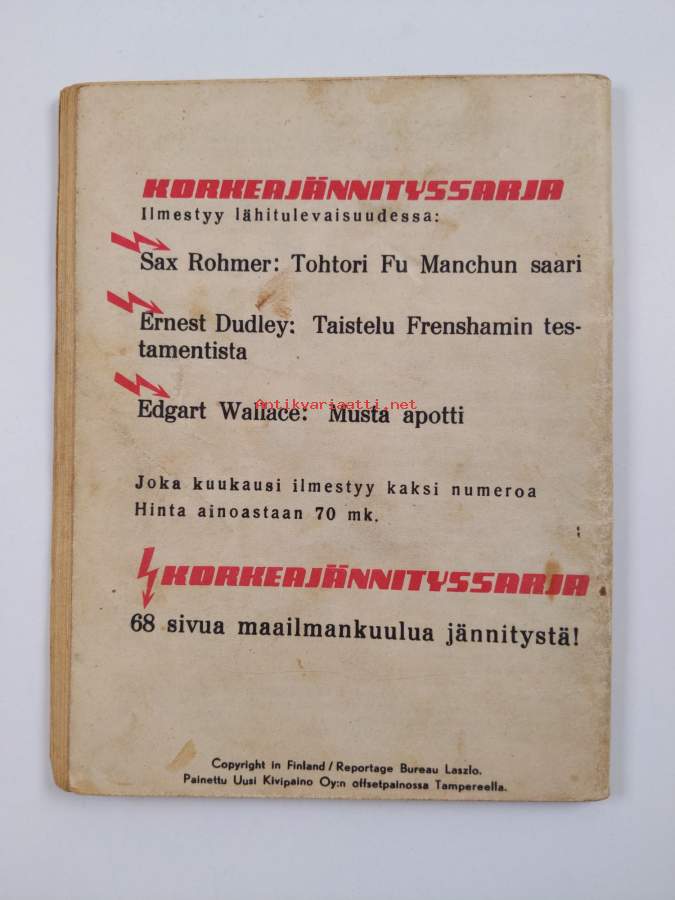 KORKEAJÄNNITYSSARJA
Ilmestyy lähitulevaisuudessa:
Sax Rohmer: Tohtori Fu Manchun saari
Ernest Dudley: Taistelu Frenshamin tes-
tamentista
Antikvariaatti.net
Edgart Wallace: Musta apotti
Joka kuukausi ilmestyy kaksi numeroa
Hinta ainoastaan 70 mk.
KORKEAJÄNNITYSSARJA
68 sivua maailmankuulua jännitystä!
Copyright in Finland / Reportage Bureau Laszlo.
Painettu Uusi Kivipaino Oy:n offsetpainossa Tampereella.